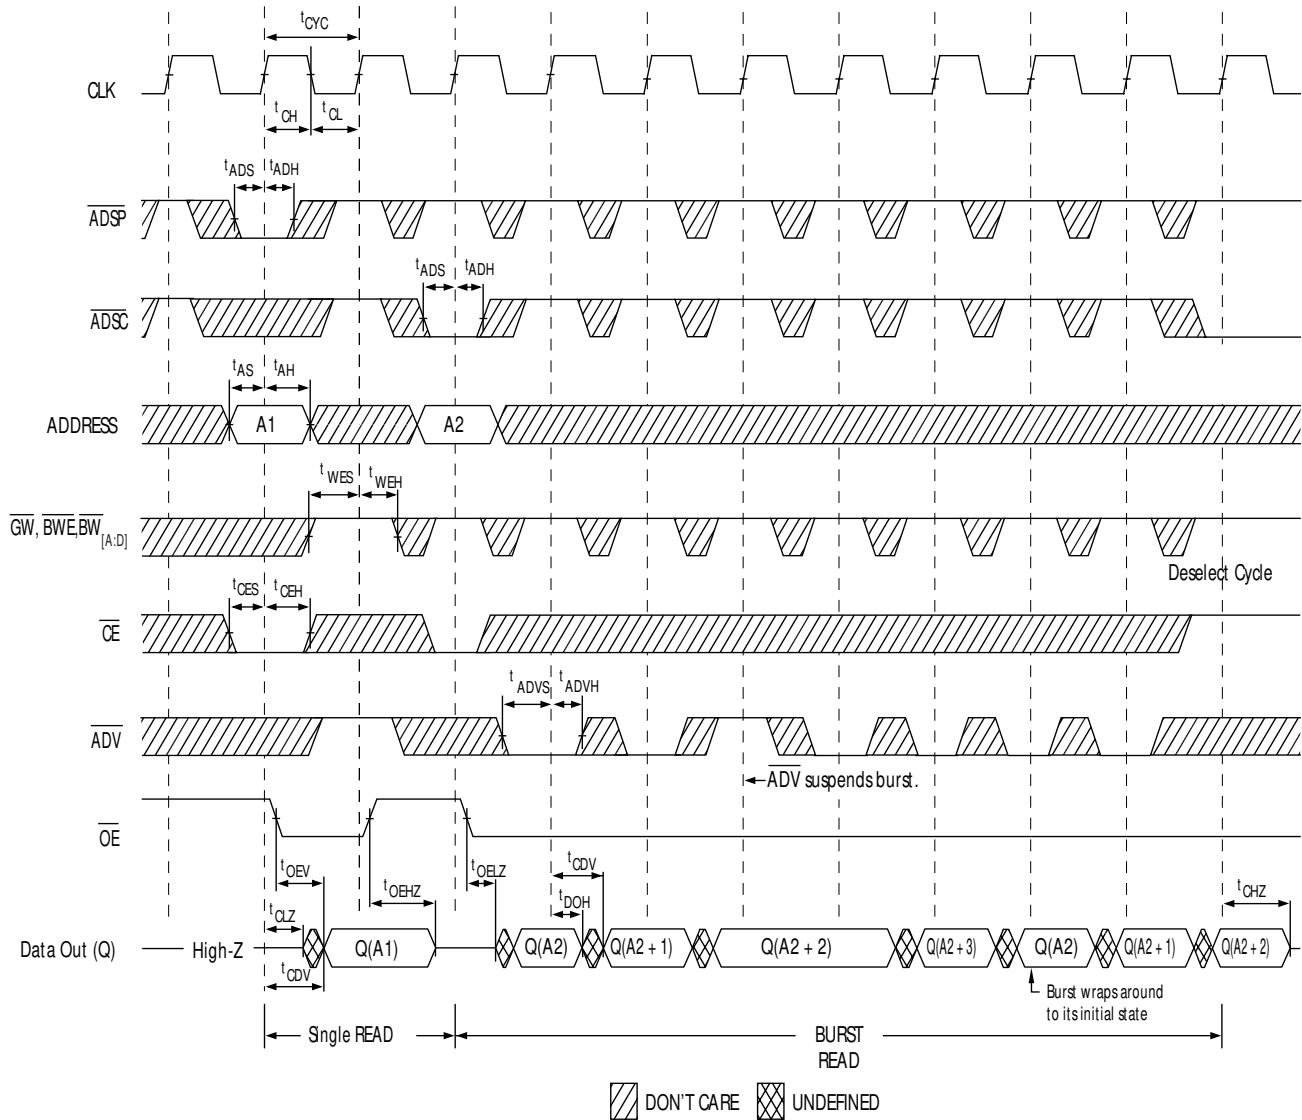 tCYC
CLK
tCH
tCL
tADS
tADH
ADSP
tADS
tADH
ADSC
tAS
tAH
ADDRESS
A1
A2
tWES
tWEH
GW, BWE,BW[A:D]
Deselect Cycle
tCES
tCEH
CE
tADVS
tADVH
ADV
ADV suspends burst.
OE
tOEV
tOEHZ
tOELZ
tCDV
tCLZ
tDOH
tCHZ
Data Out (Q)
High-Z
Q(A1)
Q(A2)
Q(A2 + 1)
Q(A2 + 2)
Q(A2 + 3)
Q(A2)
Q(A2 + 1)
Q(A2 + 2)
tCDV
Burst wraps around
to its initial state
Single READ
BURST
READ
DON'T CARE
UNDEFINED